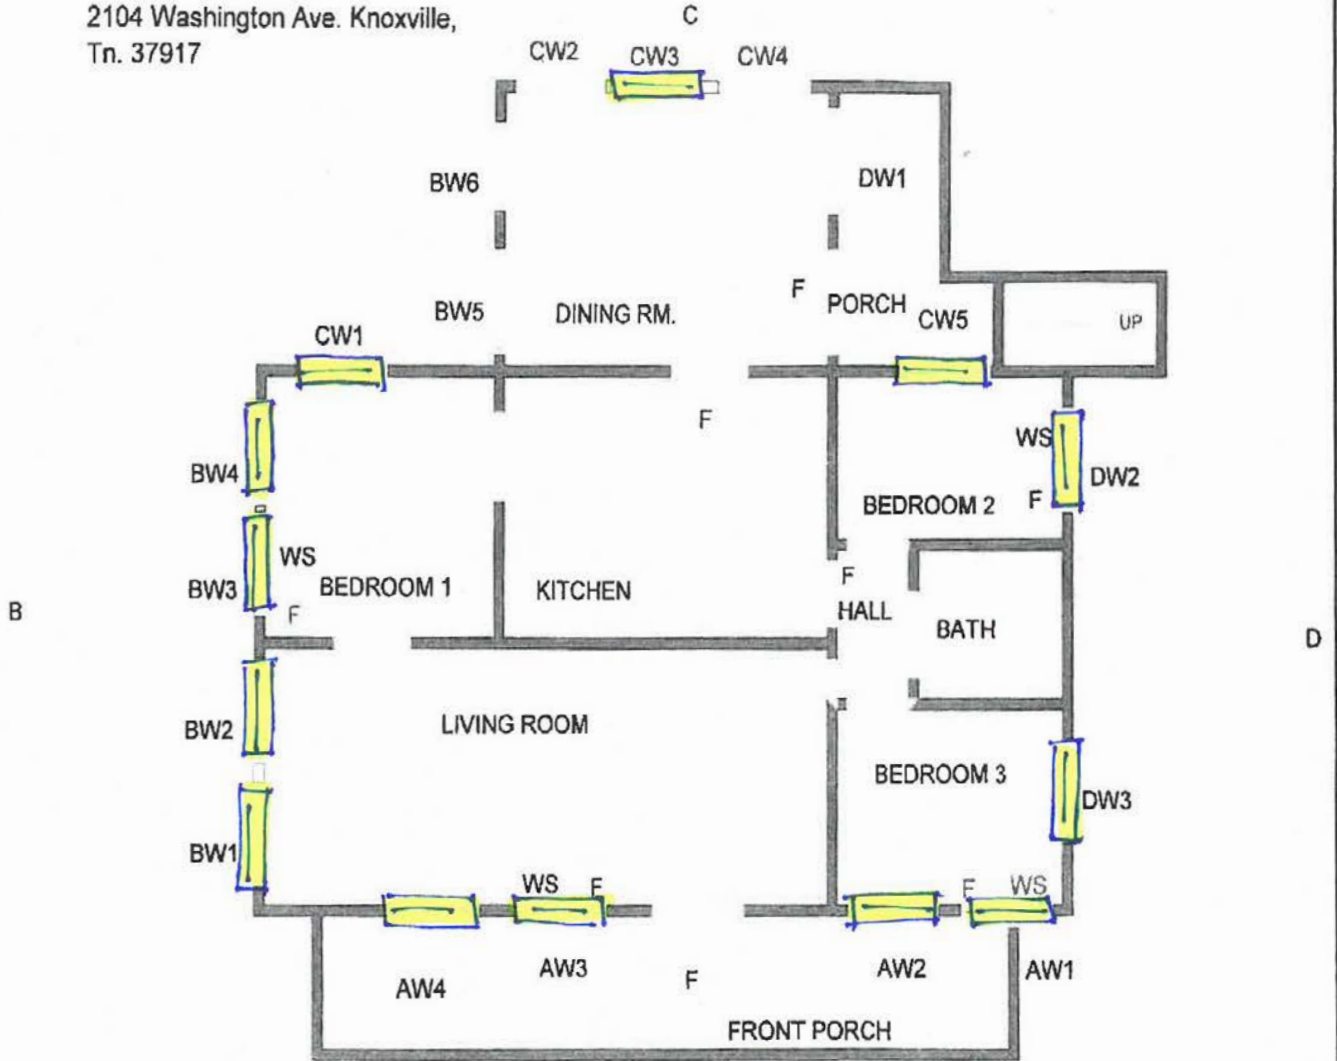 2104 Washington Ave. Knoxville,
Tn. 37917
C
CW2 CW3 CW4
BW6 DW1
F
BW5 DINING RM. PORCH CW5 UP
CW1
F
WS
BW4 DW2
BEDROOM 2 F
WS
BW3 BEDROOM 1 KITCHEN F
B F HALL BATH D
BW2 LIVING ROOM
BEDROOM 3
DW3
BW1
WS F F WS
AW4 AW3 F AW2 AW1
FRONT PORCH